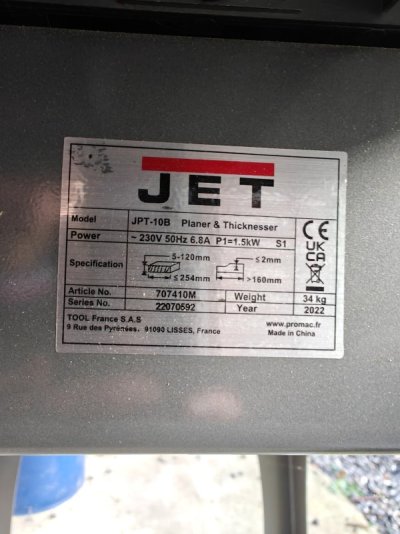 JET
Model JPT-10B Planer & Thicknesser
Power ~ 230V 50Hz 6.8A P1=1.5kW S1
CE
UK
CA
Specification 5-120mm ≤ 254mm ≤2mm >160mm
Article No. 707410M Weight 34 kg
Series No. 22070592 Year 2022
TOOL France S.A.S www.promac.fr
9 Rue des Pyrénées. 91090 LISSES, France Made in China